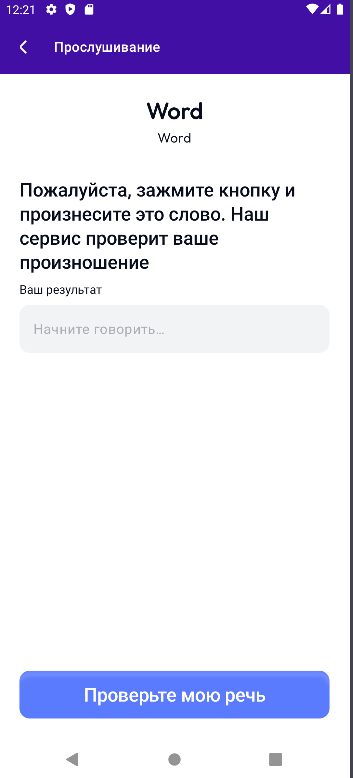 12:21
Прослушивание
Word
Word
Пожалуйста, зажмите кнопку и
произнесите это слово. Наш
сервис проверит ваше
произношение
Ваш результат
Начните говорить...
Проверьте мою речь